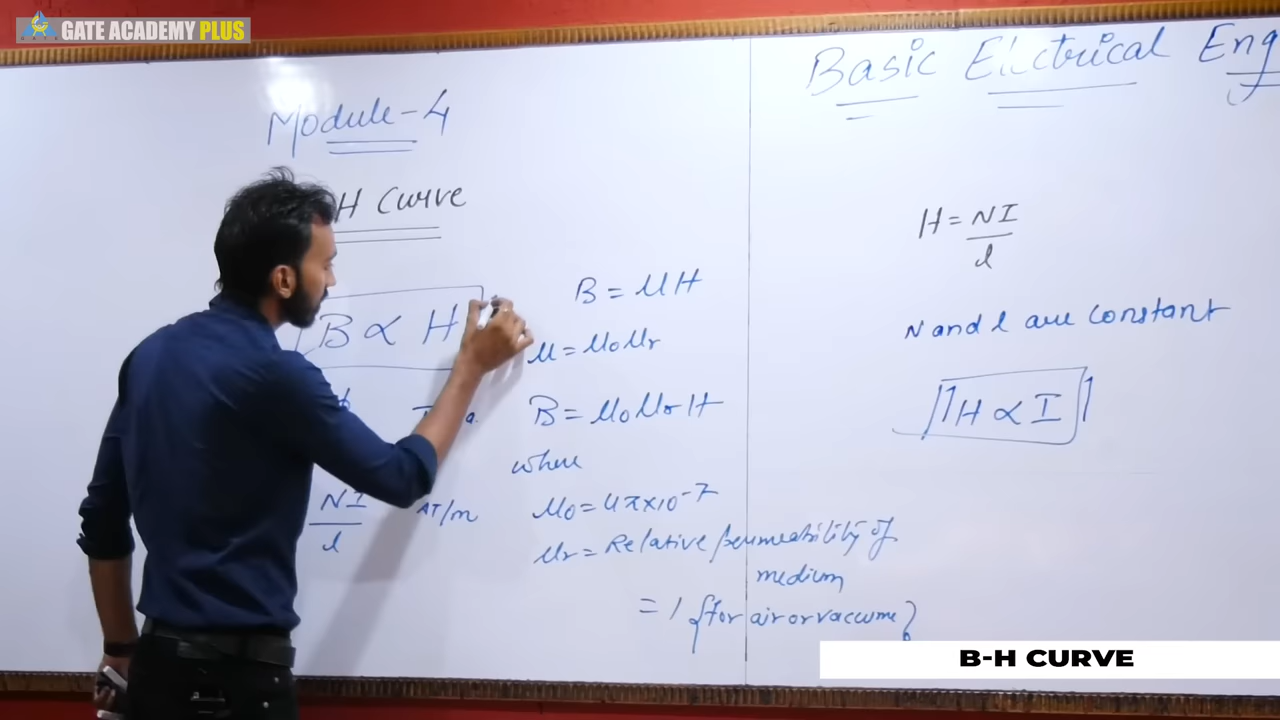 GATE ACADEMY PLUS
Module-4
H Curve
B ∝ H
NI
l
AT/m
B = μH
μ = μ0μr
B = μ0μrH
where
μ0 = 4π×10-7
μr = Relative permeability of
medium
= 1 {for air or vaccume}
Basic Electrical Eng
H = NI
l
N and l are constant
H ∝ I
B-H CURVE